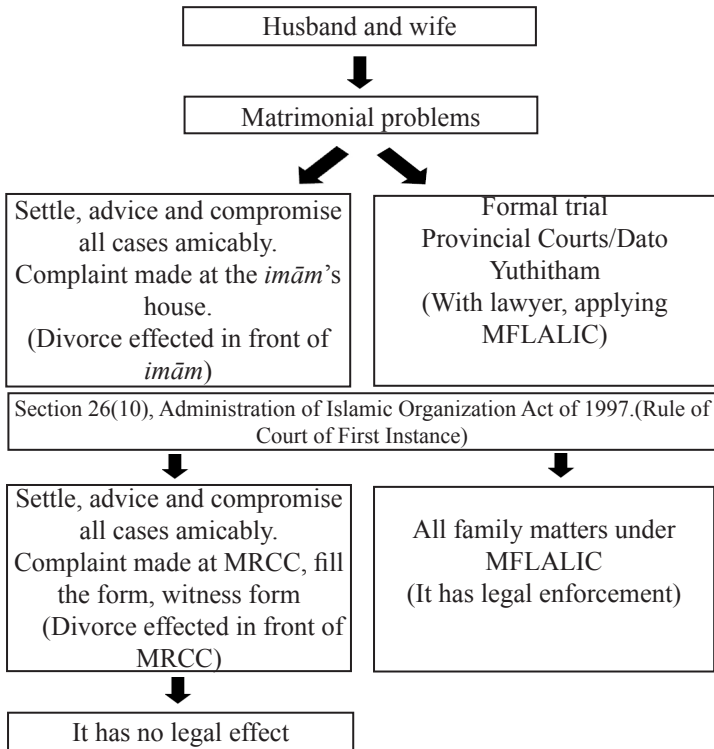 Husband and wife
Matrimonial problems
Settle, advice and compromise
all cases amicably.
Complaint made at the imām’s
house.
(Divorce effected in front of
imām)
Formal trial
Provincial Courts/Dato
Yuthitham
(With lawyer, applying
MFLALIC)
Section 26(10), Administration of Islamic Organization Act of 1997.(Rule of
Court of First Instance)
Settle, advice and compromise
all cases amicably.
Complaint made at MRCC, fill
the form, witness form
(Divorce effected in front of
MRCC)
All family matters under
MFLALIC
(It has legal enforcement)
It has no legal effect